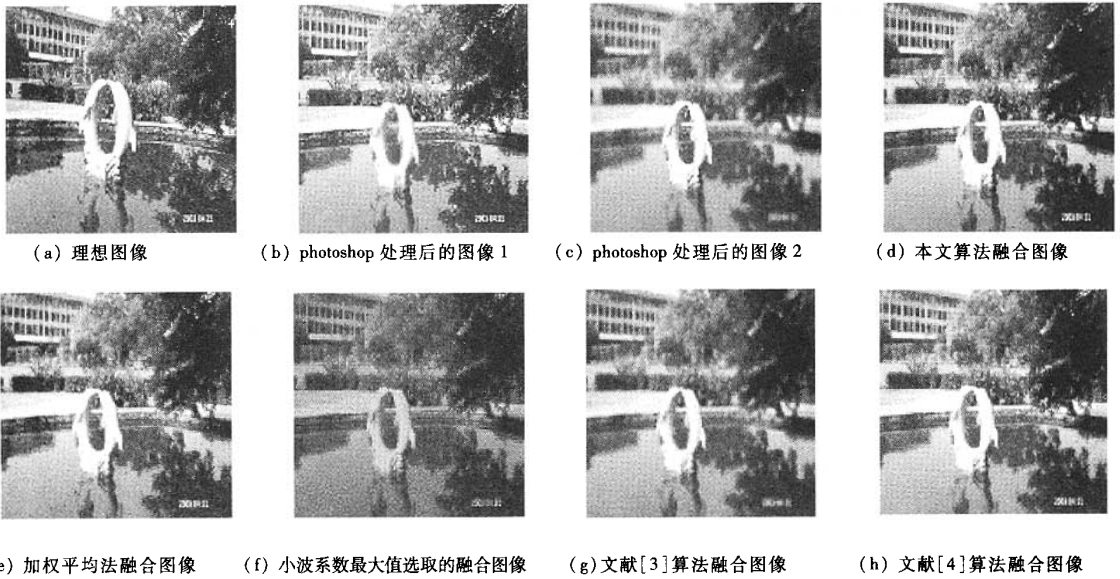 (a) 理想图像
(b) photoshop 处理后的图像 1
(c) photoshop 处理后的图像 2
(d) 本文算法融合图像
e) 加权平均法融合图像
(f) 小波系数最大值选取的融合图像
(g)文献[3]算法融合图像
(h) 文献[4]算法融合图像